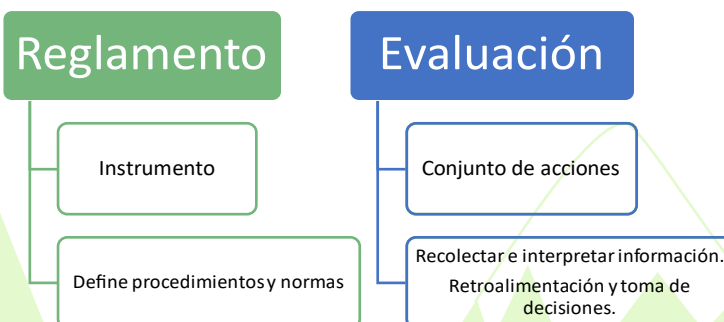 Reglamento
Instrumento
Define procedimientos y normas
Evaluación
Conjunto de acciones
Recolectar e interpretar información.
Retroalimentación y toma de
decisiones.